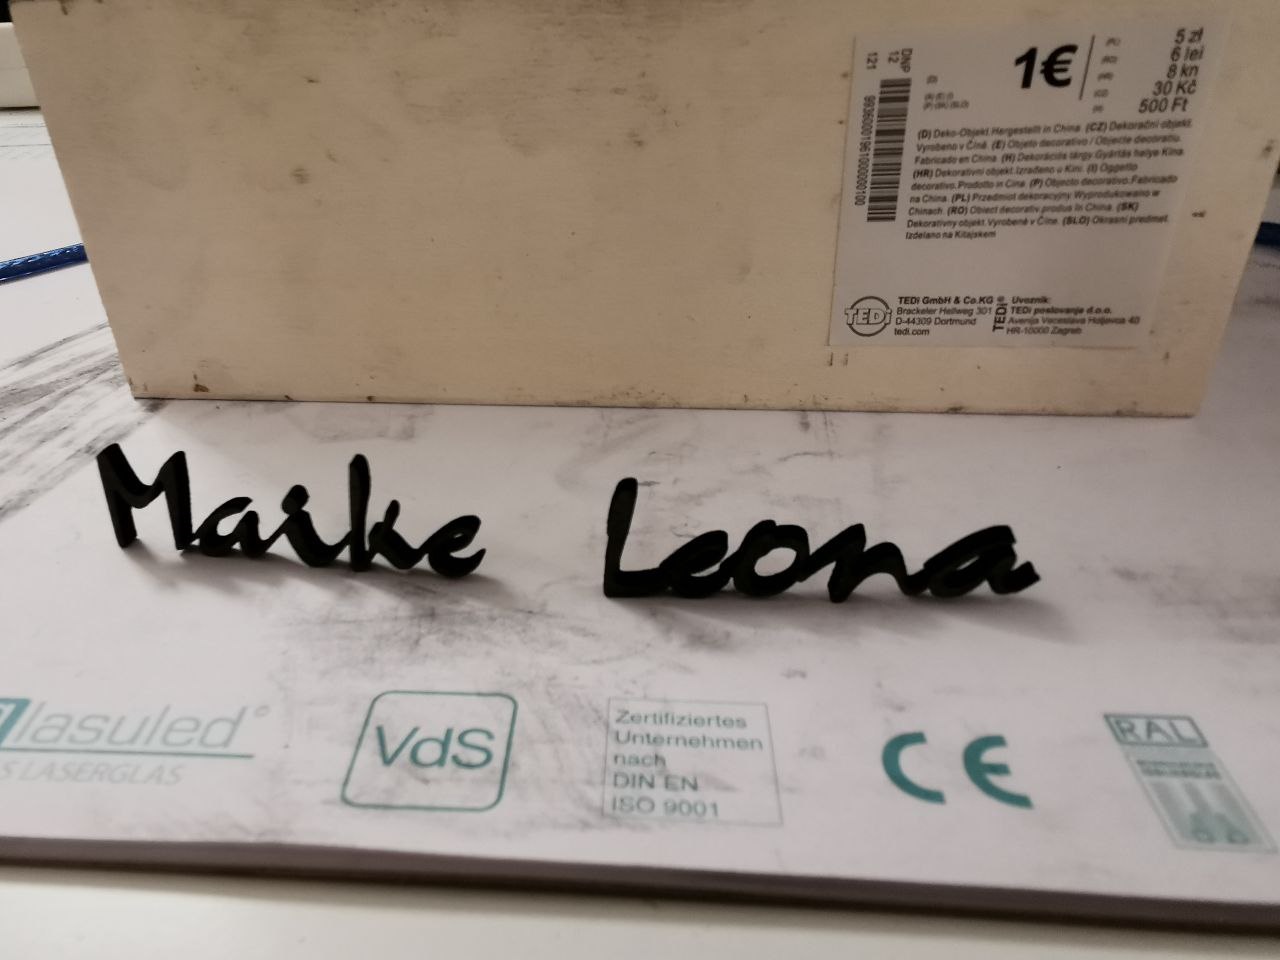 1€
5 zł
6 lei
8 kn
30 Kč
500 Ft
DNP
12
121
(D) Deko-Objekt.Hergestellt in China. (CZ) Dekorační objekt.
Vyrobeno v Číně. (E) Objeto decorativo / Objecte decoratiu.
Fabricado en China. (H) Dekorációs tárgy.Gyártás helye Kína.
(HR) Dekorativni objekt.Izrađeno u Kini. (I) Oggetto
decorativo.Prodotto in Cina. (P) Objecto decorativo.Fabricado
na China. (PL) Przedmiot dekoracyjny.Wyprodukowano w
Chinach. (RO) Obiect decorativ.produs în China. (SK)
Dekoratívny objekt.Vyrobené v Číne. (SLO) Okrasni predmet.
Izdelano na Kitajskem
TEDi
TEDi GmbH & Co.KG
Brackeler Hellweg 301
D-44309 Dortmund
tedi.com
TEDi®
Uvoznik:
TEDi poslovanje d.o.o.
Avenija Veceslava Holjevca 40
HR-10000 Zagreb
Maike Leona
lasuled®
S LASERGLAS
VdS
Zertifiziertes
Unternehmen
nach
DIN EN
ISO 9001
CE
RAL